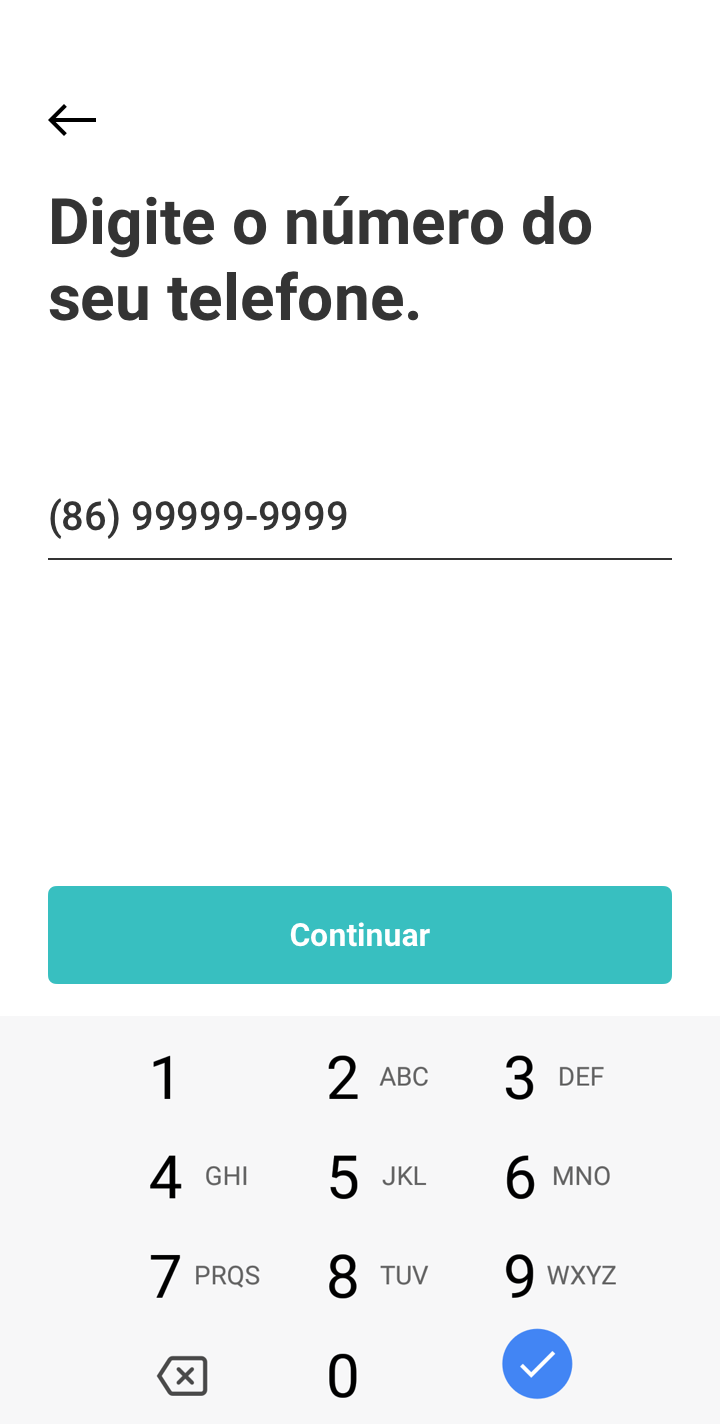 Digite o número do
seu telefone.
(86) 99999-9999
Continuar
1 2 ABC 3 DEF
4 GHI 5 JKL 6 MNO
7 PRQS 8 TUV 9 WXYZ
0